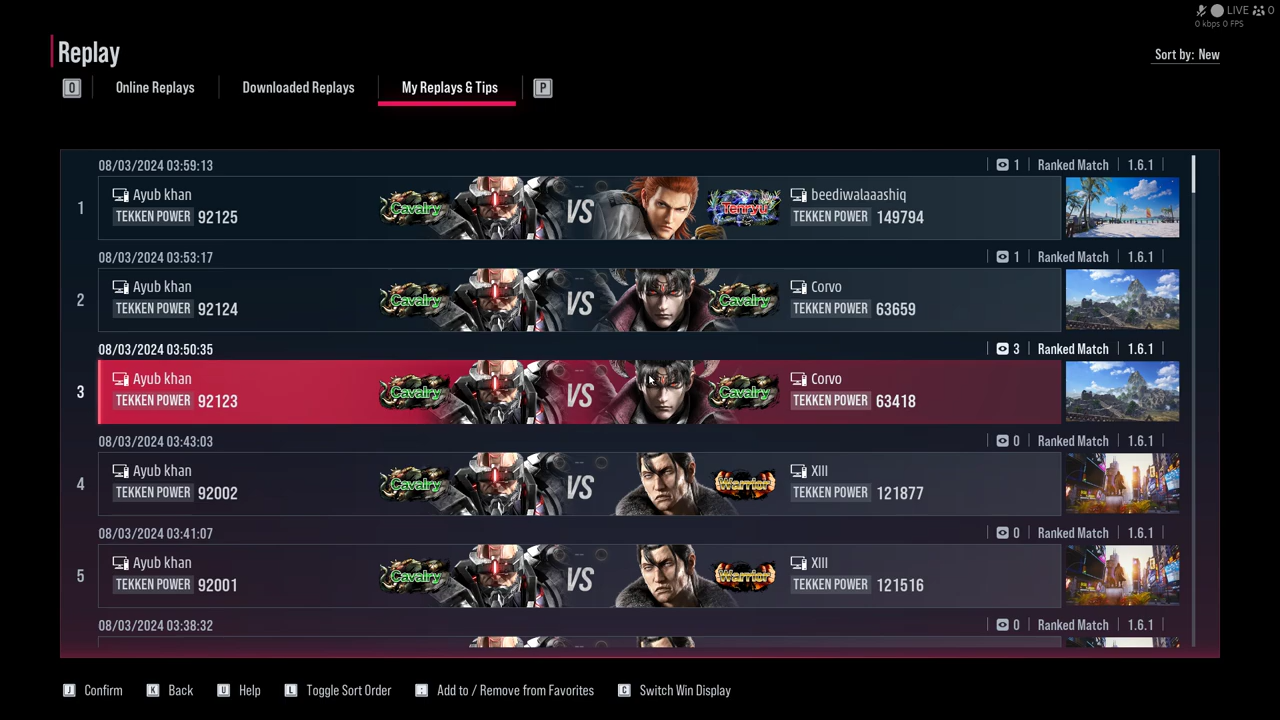 LIVE 0
0 kbps 0 FPS
Replay
Sort by: New
O Online Replays Downloaded Replays My Replays & Tips P
08/03/2024 03:59:13 1 Ranked Match 1.6.1
1 Ayub khan TEKKEN POWER 92125 Cavalry VS Tenryu beediwalaaashiq TEKKEN POWER 149794
08/03/2024 03:53:17 1 Ranked Match 1.6.1
2 Ayub khan TEKKEN POWER 92124 Cavalry VS Cavalry Corvo TEKKEN POWER 63659
08/03/2024 03:50:35 3 Ranked Match 1.6.1
3 Ayub khan TEKKEN POWER 92123 Cavalry VS Cavalry Corvo TEKKEN POWER 63418
08/03/2024 03:43:03 0 Ranked Match 1.6.1
4 Ayub khan TEKKEN POWER 92002 Cavalry VS Warrior XIII TEKKEN POWER 121877
08/03/2024 03:41:07 0 Ranked Match 1.6.1
5 Ayub khan TEKKEN POWER 92001 Cavalry VS Warrior XIII TEKKEN POWER 121516
08/03/2024 03:38:32 0 Ranked Match 1.6.1
J Confirm K Back U Help L Toggle Sort Order ; Add to / Remove from Favorites C Switch Win Display